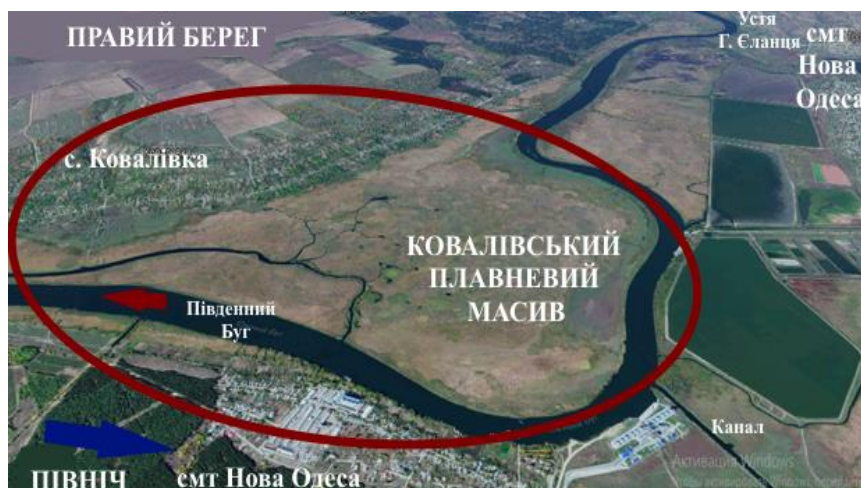 ПРАВИЙ БЕРЕГ
Устя
Г. Єланця
смт
Нова
Одеса
с. Ковалівка
КОВАЛІВСЬКИЙ
ПЛАВНЕВИЙ
МАСИВ
Південний
Буг
Канал
Активация Windows
ПІВНІЧ
смт Нова Одеса